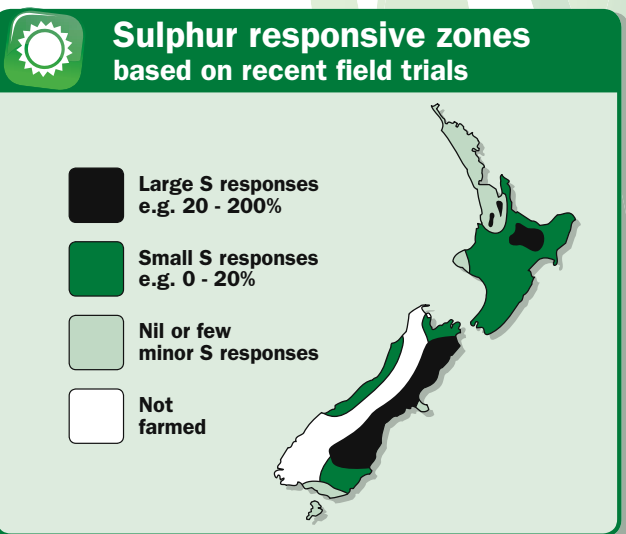 Sulphur responsive zones
based on recent field trials
Large S responses
e.g. 20 - 200%
Small S responses
e.g. 0 - 20%
Nil or few
minor S responses
Not
farmed